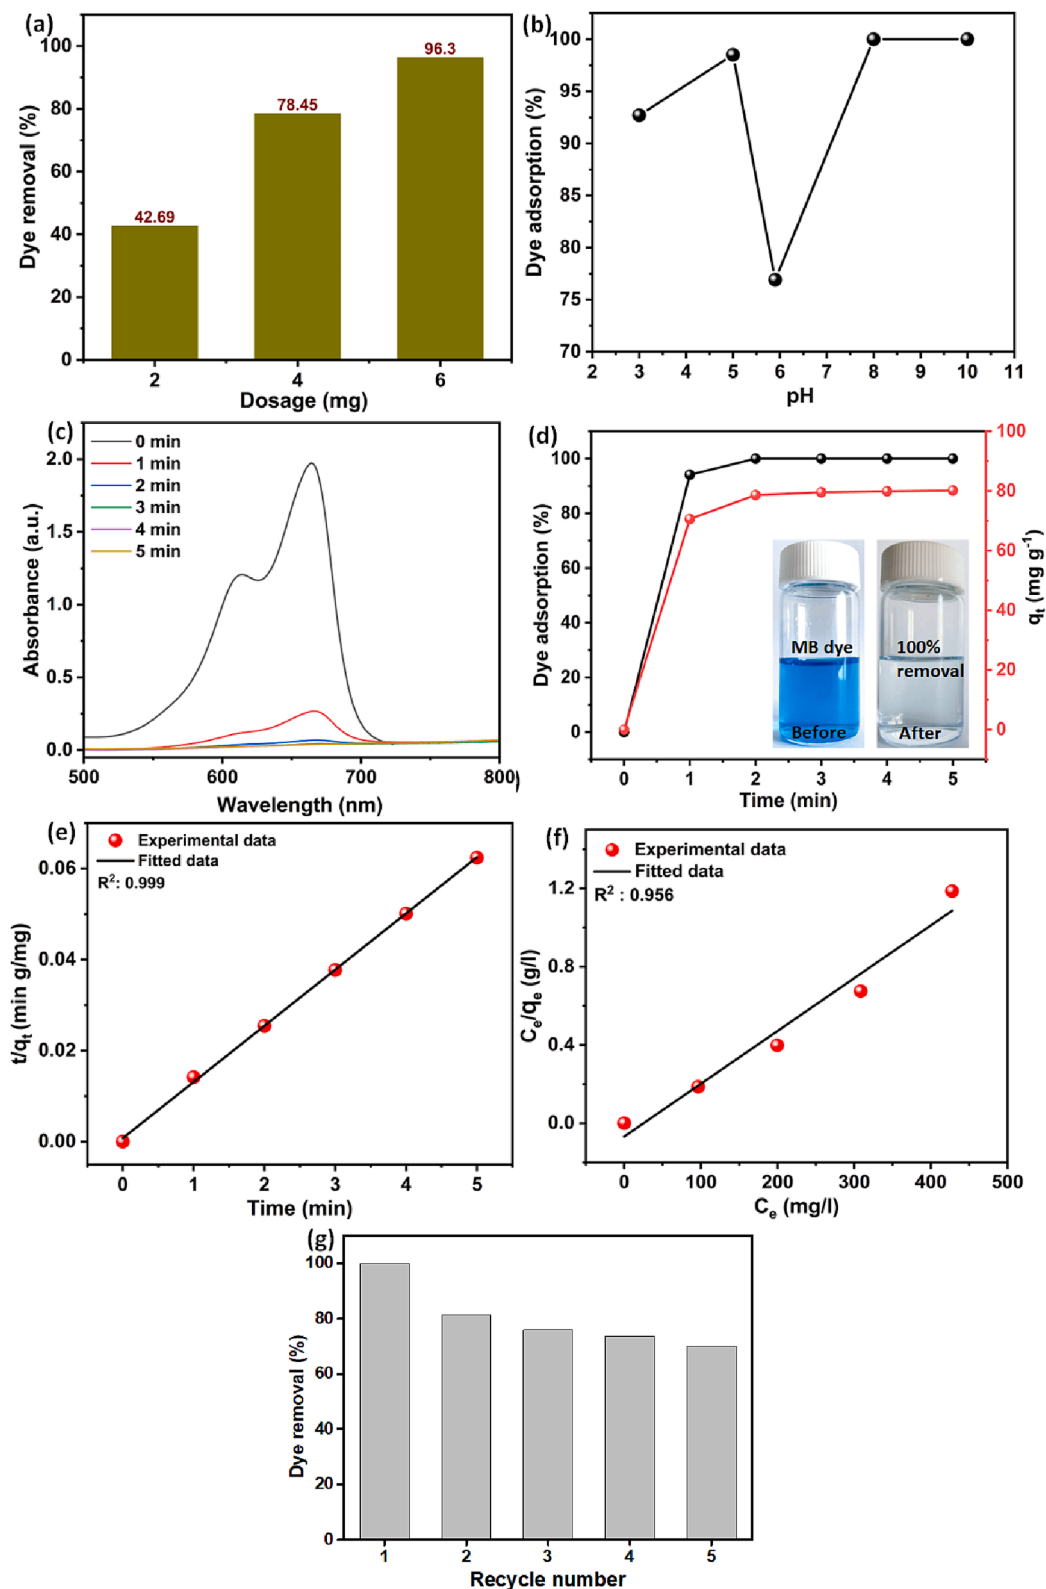 (a)
100
80
60
40
20
0
Dye removal (%)
42.69
78.45
96.3
2
4
6
Dosage (mg)
(b)
100
95
90
85
80
75
70
Dye adsorption (%)
2 3 4 5 6 7 8 9 10 11
pH
(c)
0 min
1 min
2 min
3 min
4 min
5 min
2.0
1.5
1.0
0.5
0.0
Absorbance (a.u.)
500 600 700 800
Wavelength (nm)
(d)
100
80
60
40
20
0
Dye adsorption (%)
100
80
60
40
20
0
qt (mg g-1)
MB dye
Before
100%
removal
After
0 1 2 3 4 5
Time (min)
(e)
Experimental data
Fitted data
R2: 0.999
0.06
0.04
0.02
0.00
t/qt (min g/mg)
0 1 2 3 4 5
Time (min)
(f)
Experimental data
Fitted data
R2 : 0.956
1.2
0.8
0.4
0.0
Ce/qe (g/l)
0 100 200 300 400 500
Ce (mg/l)
(g)
100
80
60
40
20
0
Dye removal (%)
1 2 3 4 5
Recycle number